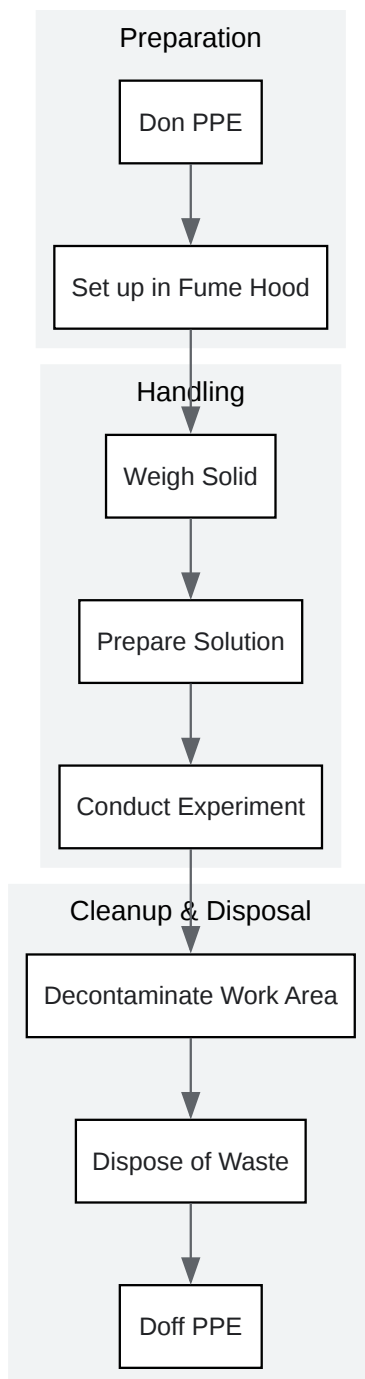 Preparation
Don PPE
Set up in Fume Hood
Handling
Weigh Solid
Prepare Solution
Conduct Experiment
Cleanup & Disposal
Decontaminate Work Area
Dispose of Waste
Doff PPE